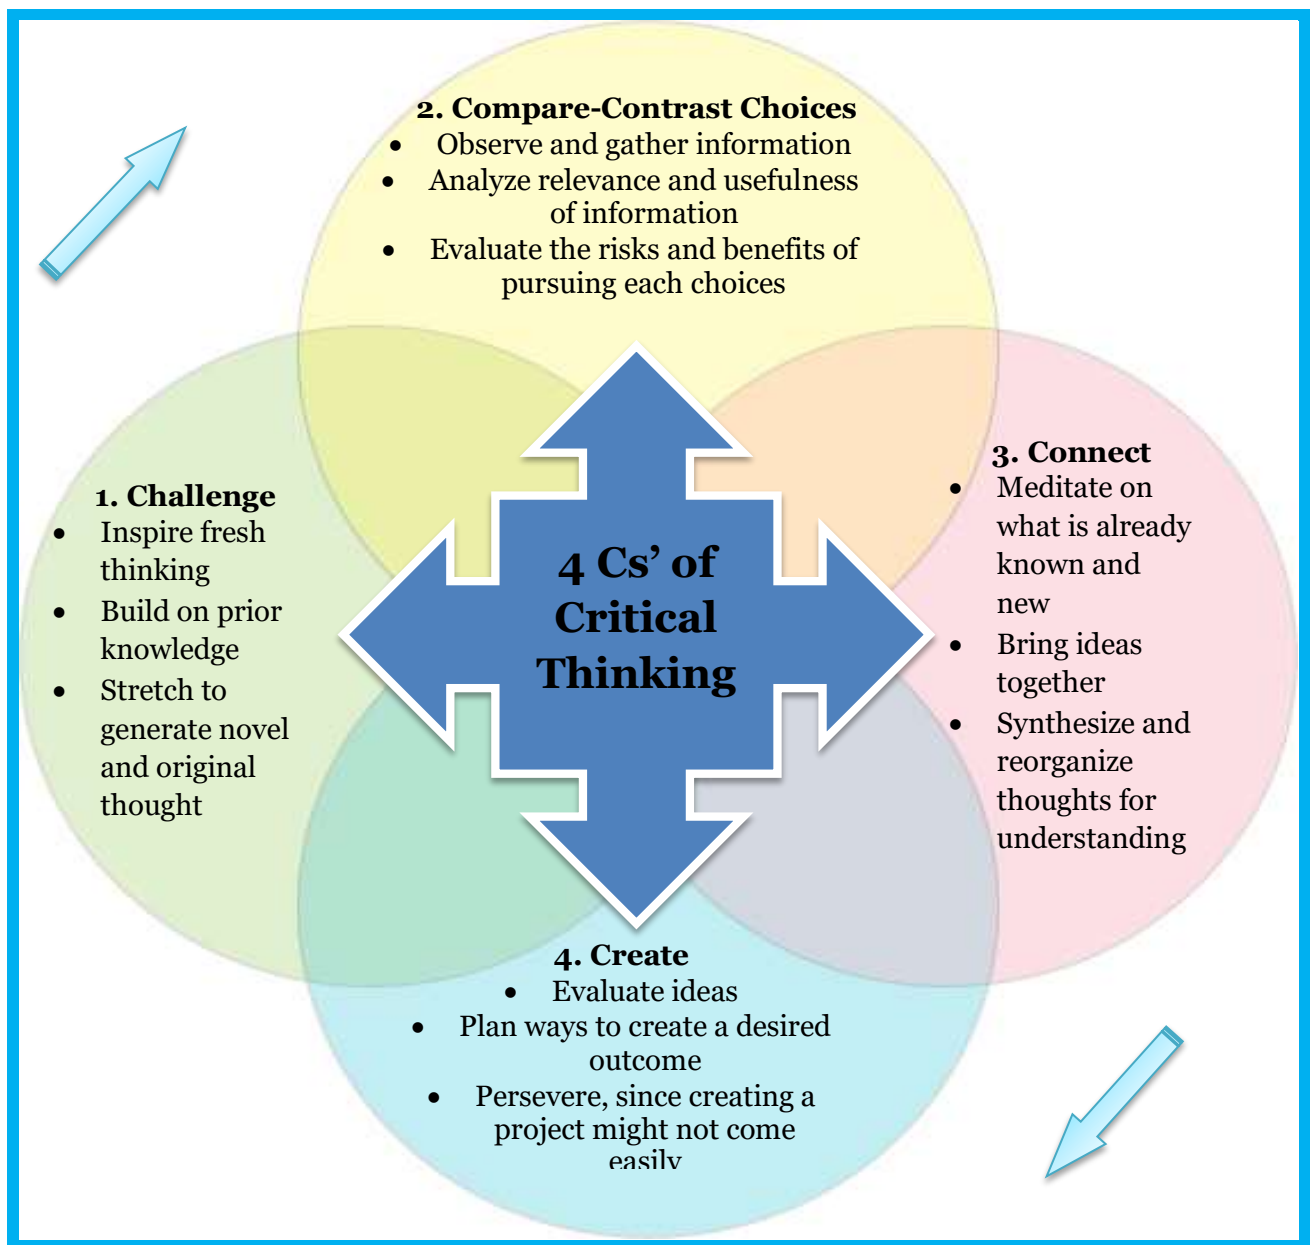 2. Compare-Contrast Choices
• Observe and gather information
• Analyze relevance and usefulness
of information
• Evaluate the risks and benefits of
pursuing each choices
1. Challenge
• Inspire fresh
thinking
• Build on prior
knowledge
• Stretch to
generate novel
and original
thought
4 Cs’ of
Critical
Thinking
3. Connect
• Meditate on
what is already
known and
new
• Bring ideas
together
• Synthesize and
reorganize
thoughts for
understanding
4. Create
• Evaluate ideas
• Plan ways to create a desired
outcome
• Persevere, since creating a
project might not come
easily